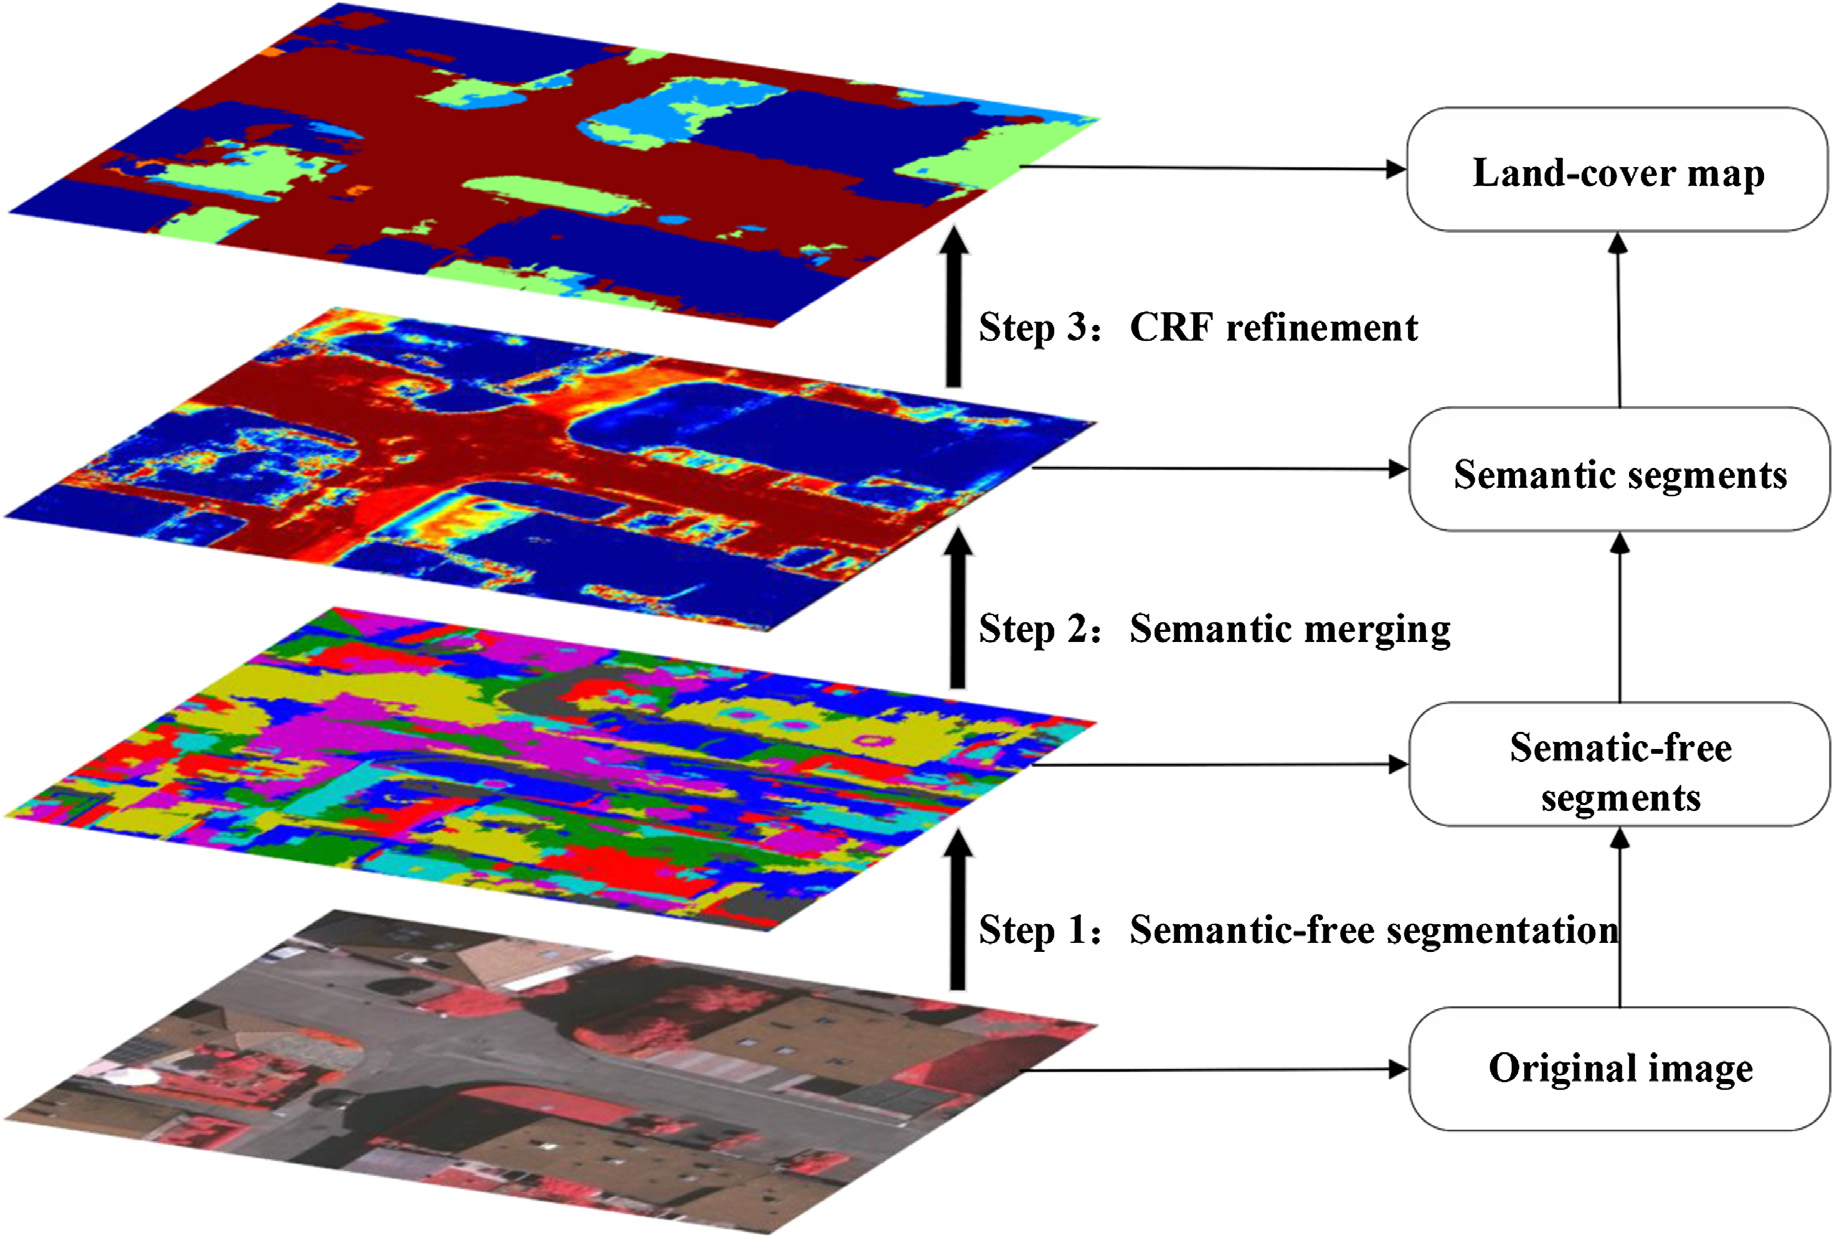 Land-cover map
Step 3：CRF refinement
Semantic segments
Step 2：Semantic merging
Sematic-free
segments
Step 1：Semantic-free segmentation
Original image